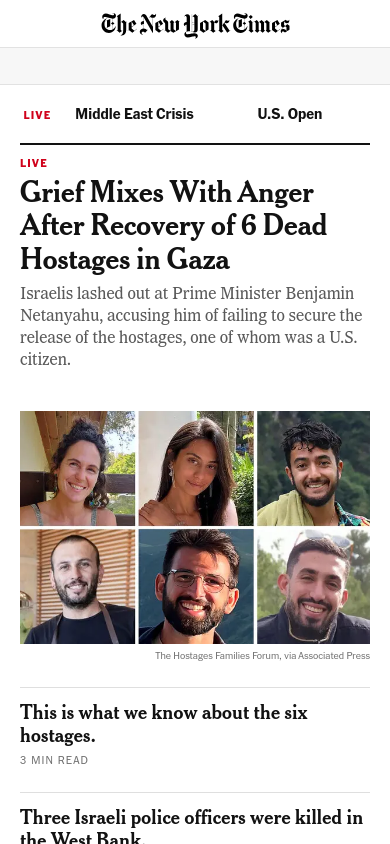 The New York Times
LIVE Middle East Crisis U.S. Open
LIVE
Grief Mixes With Anger
After Recovery of 6 Dead
Hostages in Gaza
Israelis lashed out at Prime Minister Benjamin
Netanyahu, accusing him of failing to secure the
release of the hostages, one of whom was a U.S.
citizen.
The Hostages Families Forum, via Associated Press
This is what we know about the six
hostages.
3 MIN READ
Three Israeli police officers were killed in
the West Bank.